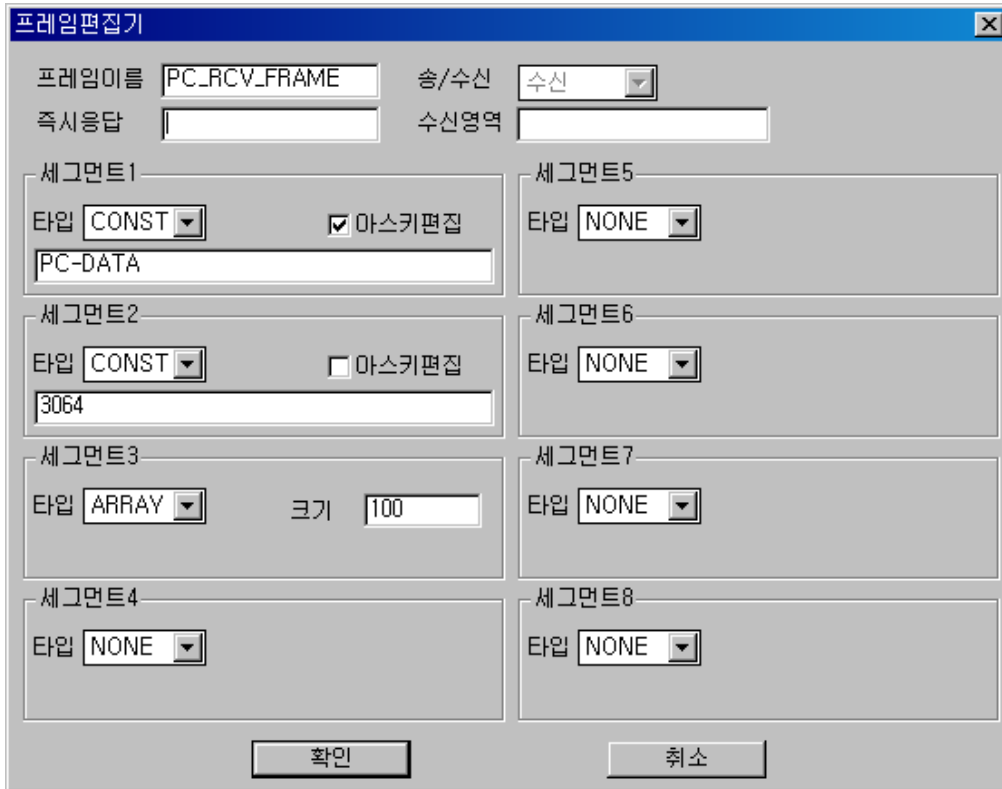 프레임편집기
프레임이름 PC_RCV_FRAME 송/수신 수신
즉시응답 수신영역
세그먼트1
타입 CONST 아스키편집
PC-DATA
세그먼트2
타입 CONST 아스키편집
3064
세그먼트3
타입 ARRAY 크기 100
세그먼트4
타입 NONE
세그먼트5
타입 NONE
세그먼트6
타입 NONE
세그먼트7
타입 NONE
세그먼트8
타입 NONE
확인 취소